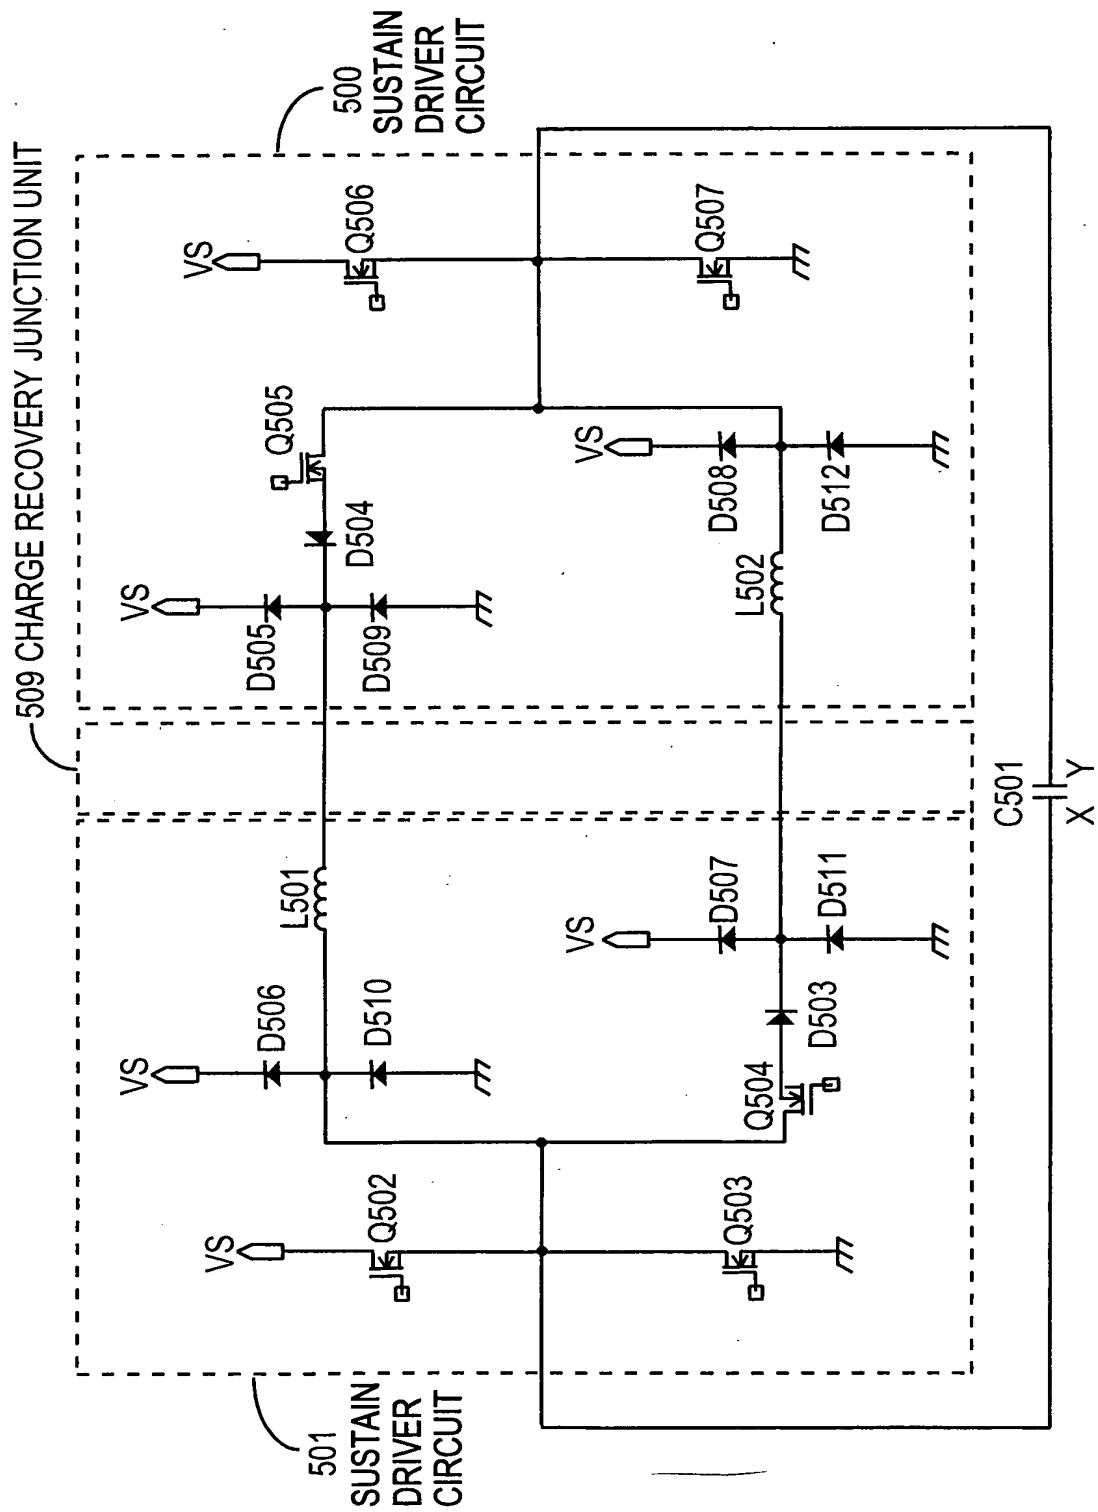 509 CHARGE RECOVERY JUNCTION UNIT
501
SUSTAIN
DRIVER
CIRCUIT
500
SUSTAIN
DRIVER
CIRCUIT
VS
Q502
Q503
VS
D506
D510
L501
Q504
D503
VS
D507
D511
VS
D505
D509
D504
Q505
L502
VS
D508
D512
VS
Q506
Q507
C501
X Y